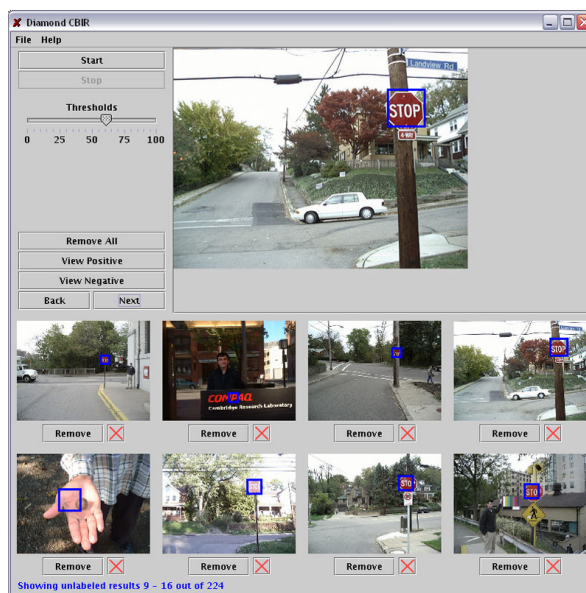 Diamond CBIR
File Help
Start
Stop
Thresholds
0 25 50 75 100
Remove All
View Positive
View Negative
Back Next
Landview Rd
STOP
4-WAY
COMPAQ
Cambridge Research Laboratory
STOP
Remove Remove Remove Remove
STOP
STOP
Remove Remove Remove Remove
Showing unlabeled results 9 - 16 out of 224